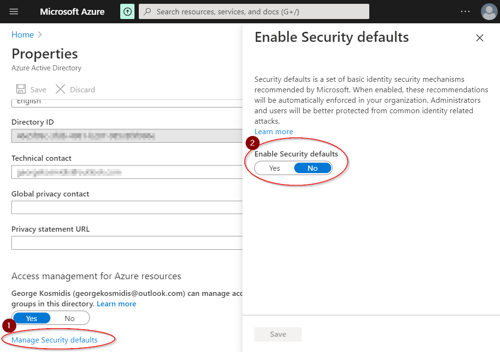 Microsoft Azure
Search resources, services, and docs (G+/)
Home
Properties
Azure Active Directory
Save
Discard
English
Directory ID
Technical contact
Global privacy contact
Privacy statement URL
Access management for Azure resources
George Kosmidis (georgekosmidis@outlook.com) can manage acc
groups in this directory. Learn more
1
Yes
No
Manage Security defaults
Enable Security defaults
Security defaults is a set of basic identity security mechanisms
recommended by Microsoft. When enabled, these recommendations
will be automatically enforced in your organization. Administrators
and users will be better protected from common identity related
attacks.
Learn more
2
Enable Security defaults
Yes
No
Save